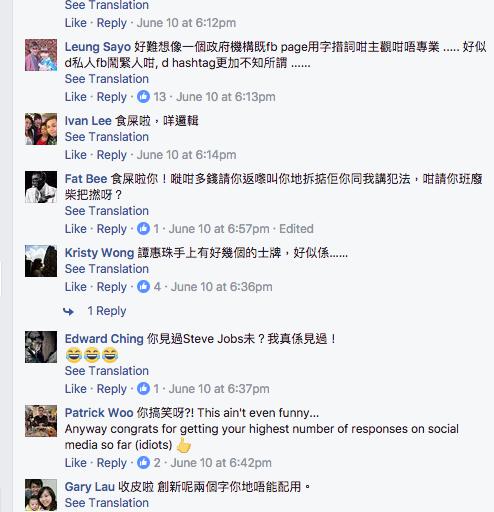 See Translation
Like · Reply · June 10 at 6:12pm
Leung Sayo 好難想像一個政府機構既fb page用字措詞咁主觀咁唔專業 ..... 好似
d私人fb鬧緊人咁, d hashtag更加不知所謂 ......
See Translation
Like · Reply · 13 · June 10 at 6:13pm
Ivan Lee 食屎啦，咩邏輯
See Translation
Like · Reply · June 10 at 6:14pm
Fat Bee 食屎啦你！嘥咁多錢請你返嚟叫你地拆掂佢你同我講犯法，咁請你班廢
柴把撚呀？
See Translation
Like · Reply · 1 · June 10 at 6:57pm · Edited
Kristy Wong 譚惠珠手上有好幾個的士牌，好似係......
See Translation
Like · Reply · 4 · June 10 at 6:36pm
1 Reply
Edward Ching 你見過Steve Jobs未？我真係見過！
😂😂😂
See Translation
Like · Reply · 1 · June 10 at 6:37pm
Patrick Woo 你搞笑呀?! This ain't even funny...
Anyway congrats for getting your highest number of responses on social
media so far (idiots) 👆
Like · Reply · 2 · June 10 at 6:42pm
Gary Lau 收皮啦 創新呢兩個字你地唔能配用。
See Translation